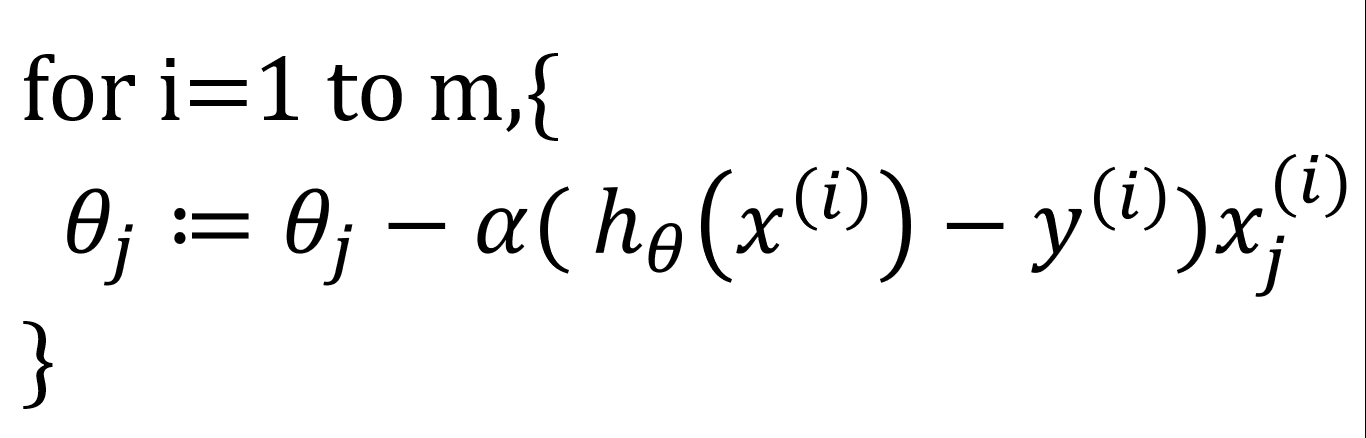 for i=1 to m,{
θ_j ≔ θ_j − α( h_θ(x^(i)) − y^(i))x_j^(i)
}